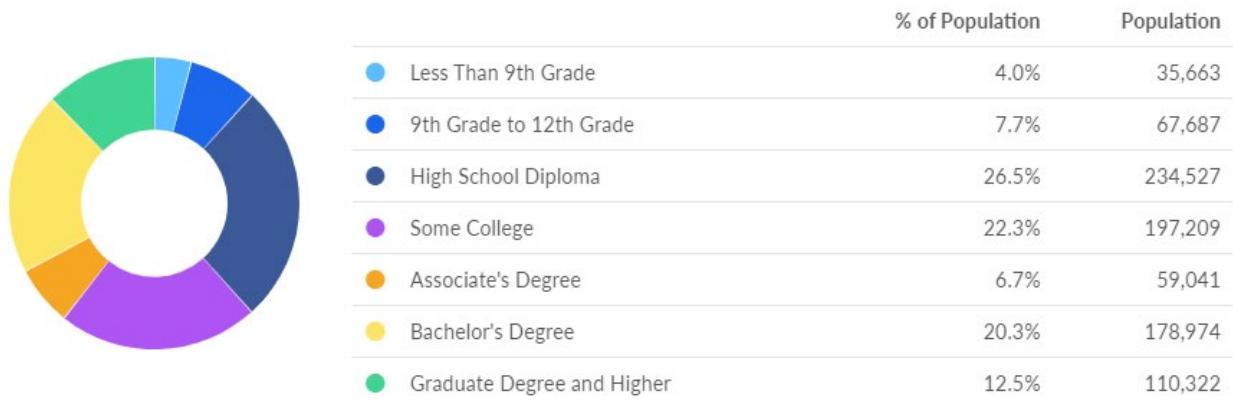 % of Population Population
Less Than 9th Grade 4.0% 35,663
9th Grade to 12th Grade 7.7% 67,687
High School Diploma 26.5% 234,527
Some College 22.3% 197,209
Associate's Degree 6.7% 59,041
Bachelor's Degree 20.3% 178,974
Graduate Degree and Higher 12.5% 110,322